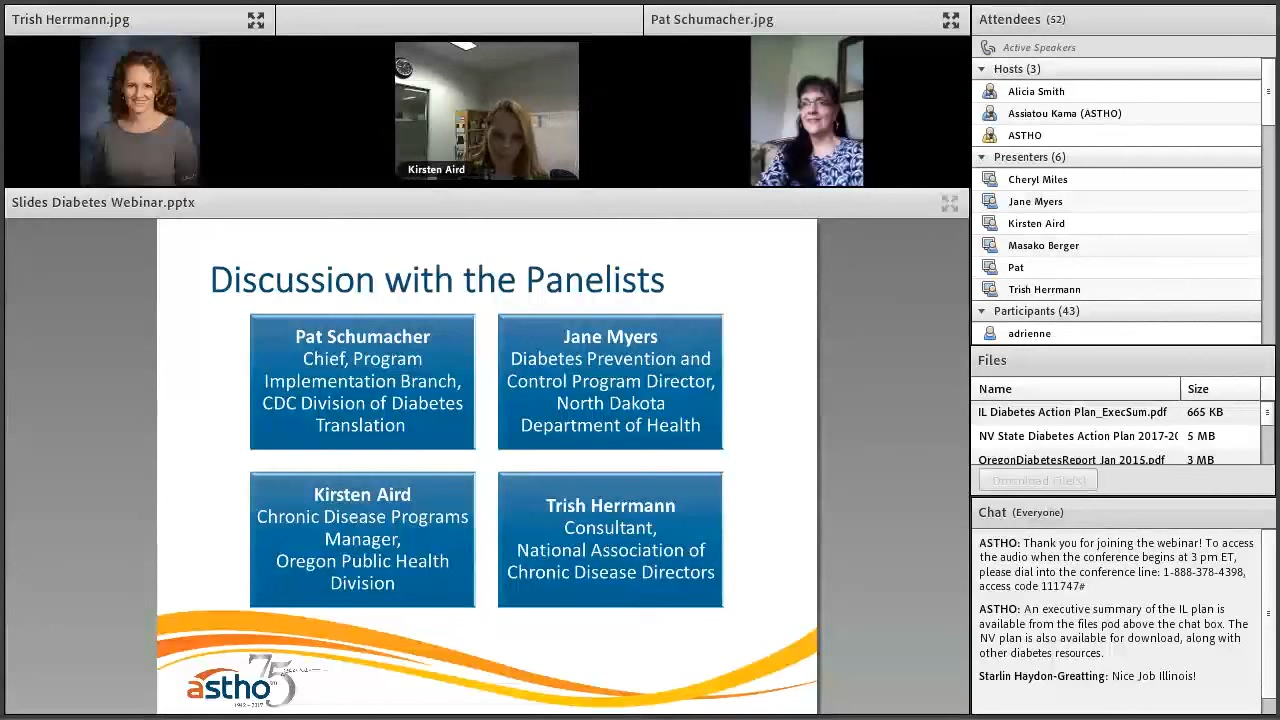 Trish Herrmann.jpg
Pat Schumacher.jpg
Kirsten Aird
Slides Diabetes Webinar.pptx
Discussion with the Panelists
Pat Schumacher
Chief, Program
Implementation Branch,
CDC Division of Diabetes
Translation
Jane Myers
Diabetes Prevention and
Control Program Director,
North Dakota
Department of Health
Kirsten Aird
Chronic Disease Programs
Manager,
Oregon Public Health
Division
Trish Herrmann
Consultant,
National Association of
Chronic Disease Directors
astho
75
Attendees (52)
Active Speakers
Hosts (3)
Alicia Smith
Assiatou Kama (ASTHO)
ASTHO
Presenters (6)
Cheryl Miles
Jane Myers
Kirsten Aird
Masako Berger
Pat
Trish Herrmann
Participants (43)
adrienne
Files
Name Size
IL Diabetes Action Plan_ExecSum.pdf 665 KB
NV State Diabetes Action Plan 2017-20 5 MB
OregonDiabetesReport Jan 2015.pdf 3 MB
Download File(s)
Chat (Everyone)
ASTHO: Thank you for joining the webinar! To access
the audio when the conference begins at 3 pm ET,
please dial into the conference line: 1-888-378-4398,
access code 111747#
ASTHO: An executive summary of the IL plan is
available from the files pod above the chat box. The
NV plan is also available for download, along with
other diabetes resources.
Starlin Haydon-Greatting: Nice Job Illinois!